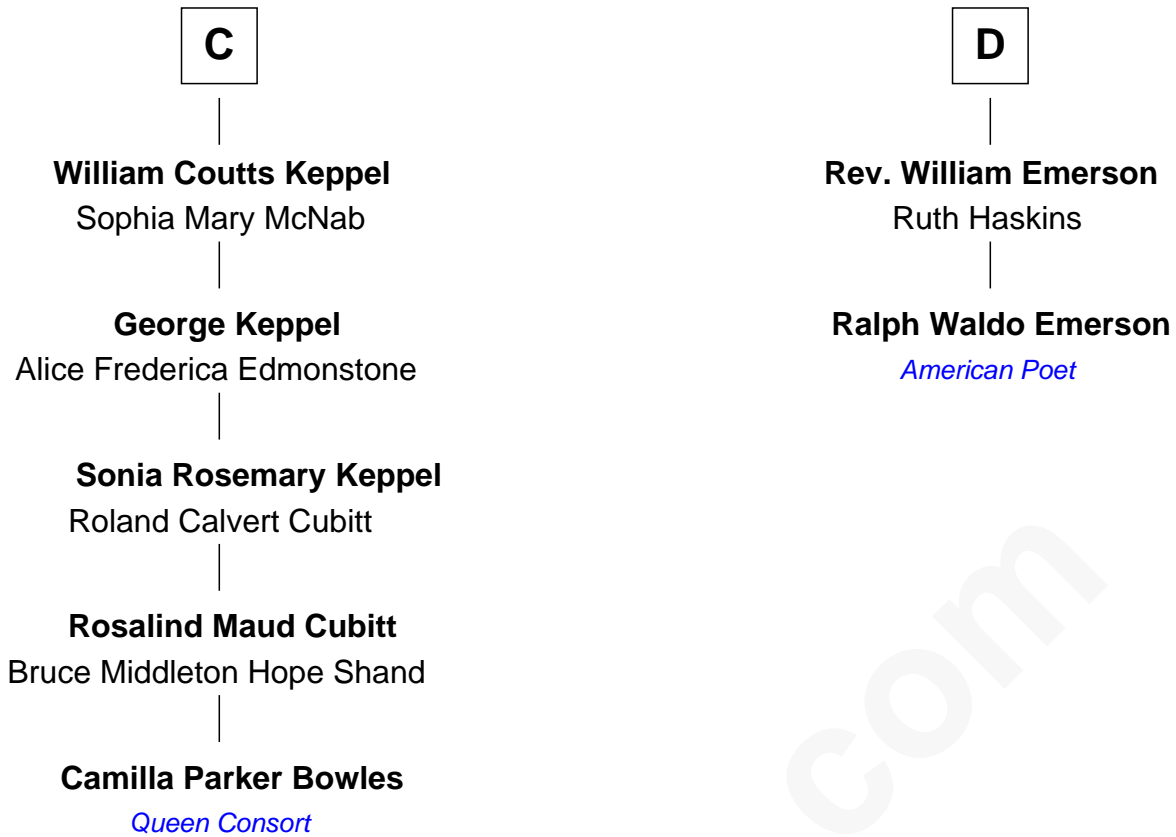 C
William Coutts Keppel
Sophia Mary McNab
George Keppel
Alice Frederica Edmonstone
Sonia Rosemary Keppel
Roland Calvert Cubitt
Rosalind Maud Cubitt
Bruce Middleton Hope Shand
Camilla Parker Bowles
Queen Consort
D
Rev. William Emerson
Ruth Haskins
Ralph Waldo Emerson
American Poet
com